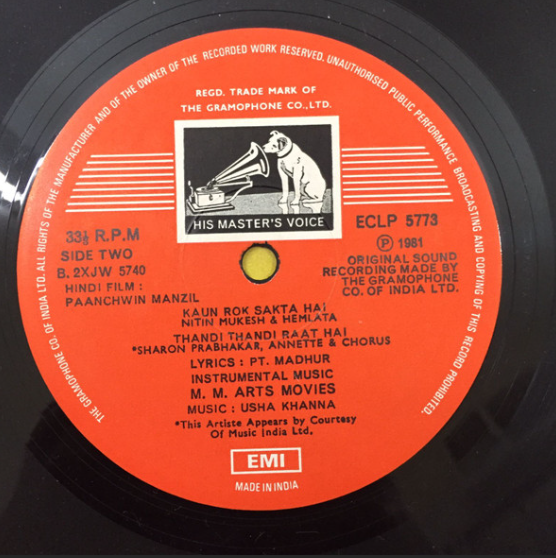 THE GRAMOPHONE CO. OF INDIA LTD. ALL RIGHTS OF THE MANUFACTURER AND OF THE OWNER OF THE RECORDED WORK RESERVED. UNAUTHORISED PUBLIC PERFORMANCE BROADCASTING AND COPYING OF THIS RECORD PROHIBITED.
REGD. TRADE MARK OF
THE GRAMOPHONE CO., LTD.
HIS MASTER'S VOICE
33⅓ R.P.M
SIDE TWO
B. 2XJW 5740
HINDI FILM :
PAANCHWIN MANZIL
ECLP 5773
Ⓟ 1981
ORIGINAL SOUND
RECORDING MADE BY
THE GRAMOPHONE
CO. OF INDIA LTD.
KAUN ROK SAKTA HAI
NITIN MUKESH & HEMLATA
THANDI THANDI RAAT HAI
*SHARON PRABHAKAR, ANNETTE & CHORUS
LYRICS : PT. MADHUR
INSTRUMENTAL MUSIC
M. M. ARTS MOVIES
MUSIC : USHA KHANNA
*This Artiste Appears by Courtesy
Of Music India Ltd.
EMI
MADE IN INDIA